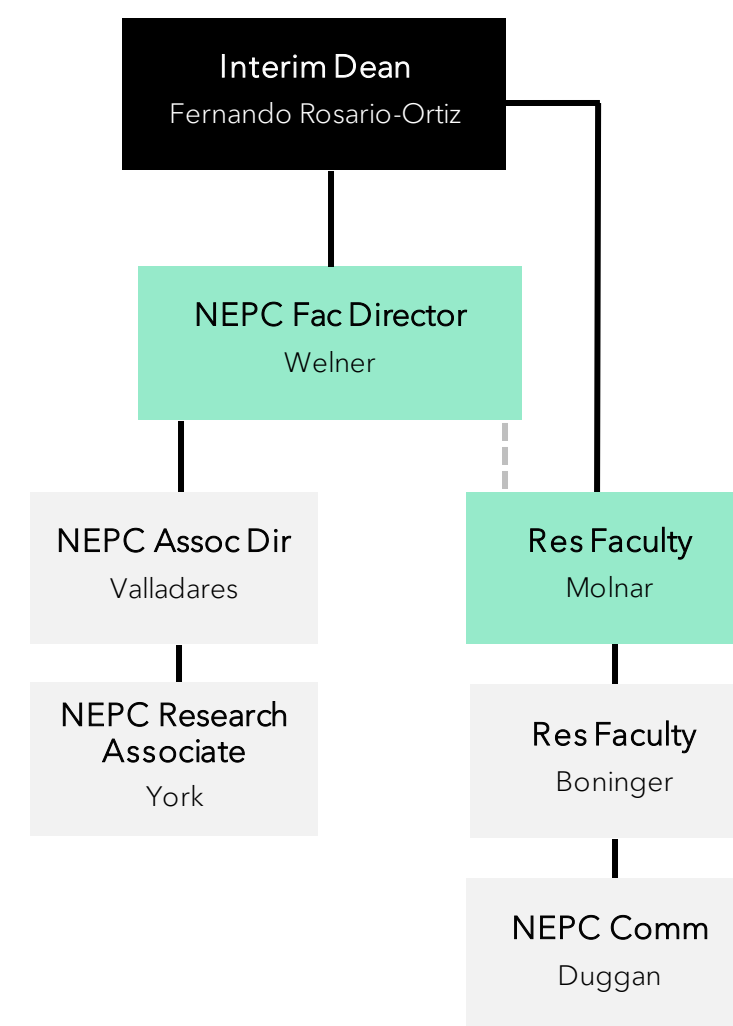 Interim Dean
Fernando Rosario-Ortiz
NEPC Fac Director
Welner
NEPC Assoc Dir
Valladares
Res Faculty
Molnar
NEPC Research
Associate
York
Res Faculty
Boninger
NEPC Comm
Duggan